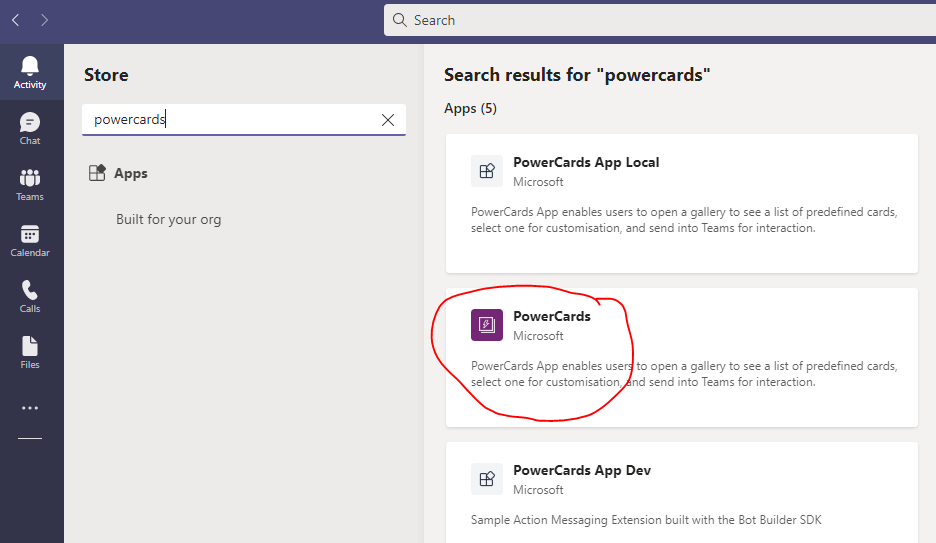 Search
Activity
Chat
Teams
Calendar
Calls
Files
Store
powercards
Apps
Built for your org
Search results for "powercards"
Apps (5)
PowerCards App Local
Microsoft
PowerCards App enables users to open a gallery to see a list of predefined cards,
select one for customisation, and send into Teams for interaction.
PowerCards
Microsoft
PowerCards App enables users to open a gallery to see a list of predefined cards,
select one for customisation, and send into Teams for interaction.
PowerCards App Dev
Microsoft
Sample Action Messaging Extension built with the Bot Builder SDK